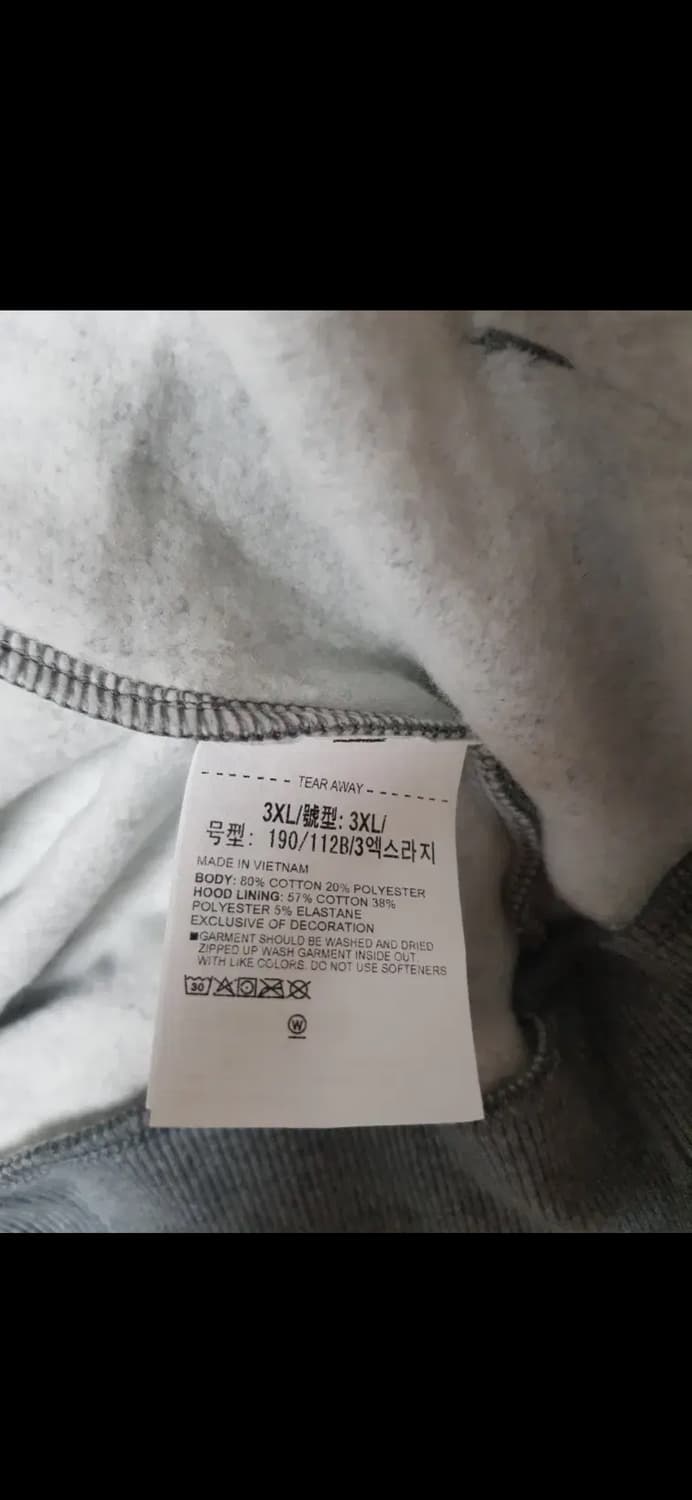 TEAR AWAY
3XL/號型: 3XL/
号型: 190/112B/3엑스라지
MADE IN VIETNAM
BODY: 80% COTTON 20% POLYESTER
HOOD LINING: 57% COTTON 38%
POLYESTER 5% ELASTANE
EXCLUSIVE OF DECORATION
■GARMENT SHOULD BE WASHED AND DRIED
ZIPPED UP WASH GARMENT INSIDE OUT.
WITH LIKE COLORS. DO NOT USE SOFTENERS
30
W